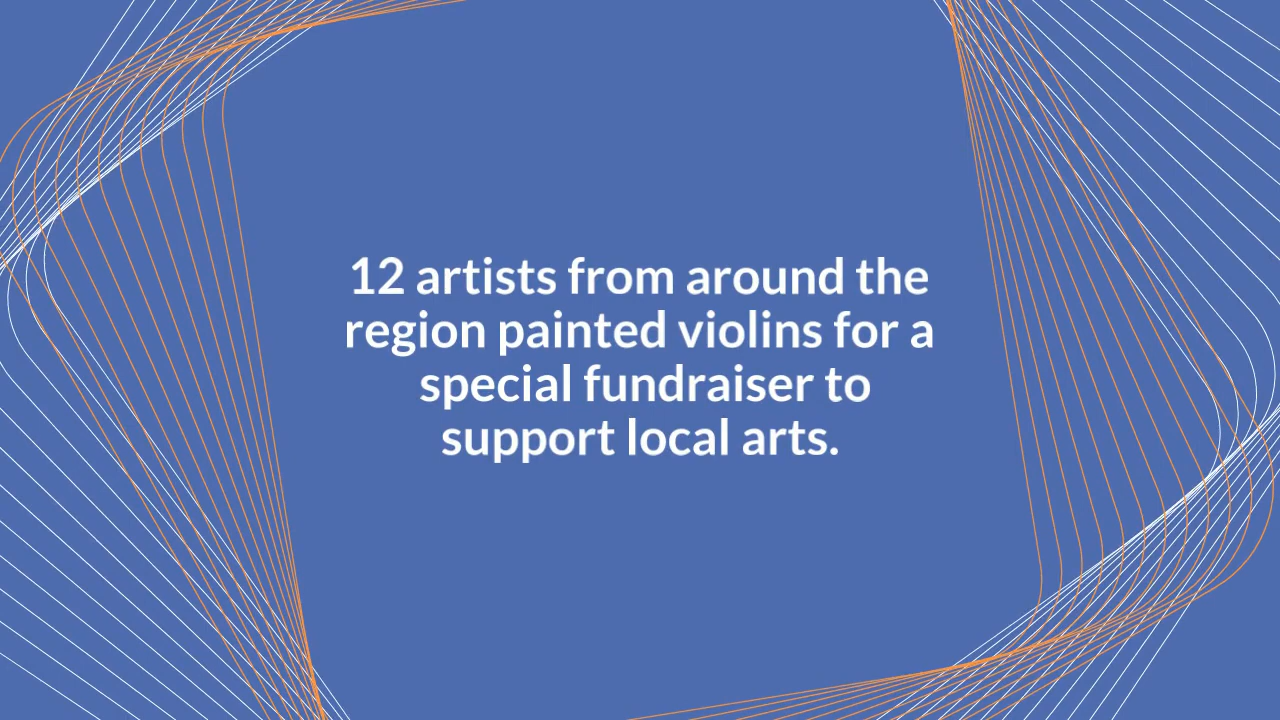 12 artists from around the
region painted violins for a
special fundraiser to
support local arts.